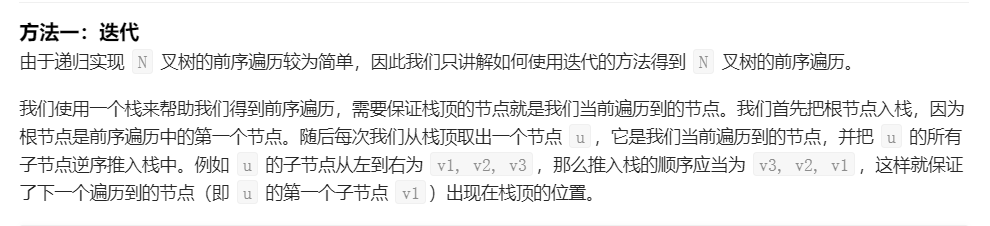 方法一：迭代
由于递归实现 N 叉树的前序遍历较为简单，因此我们只讲解如何使用迭代的方法得到 N 叉树的前序遍历。
我们使用一个栈来帮助我们得到前序遍历，需要保证栈顶的节点就是我们当前遍历到的节点。我们首先把根节点入栈，因为
根节点是前序遍历中的第一个节点。随后每次我们从栈顶取出一个节点 u ，它是我们当前遍历到的节点，并把 u 的所有
子节点逆序推入栈中。例如 u 的子节点从左到右为 v1, v2, v3 ，那么推入栈的顺序应当为 v3, v2, v1 ，这样就保证
了下一个遍历到的节点（即 u 的第一个子节点 v1 ）出现在栈顶的位置。